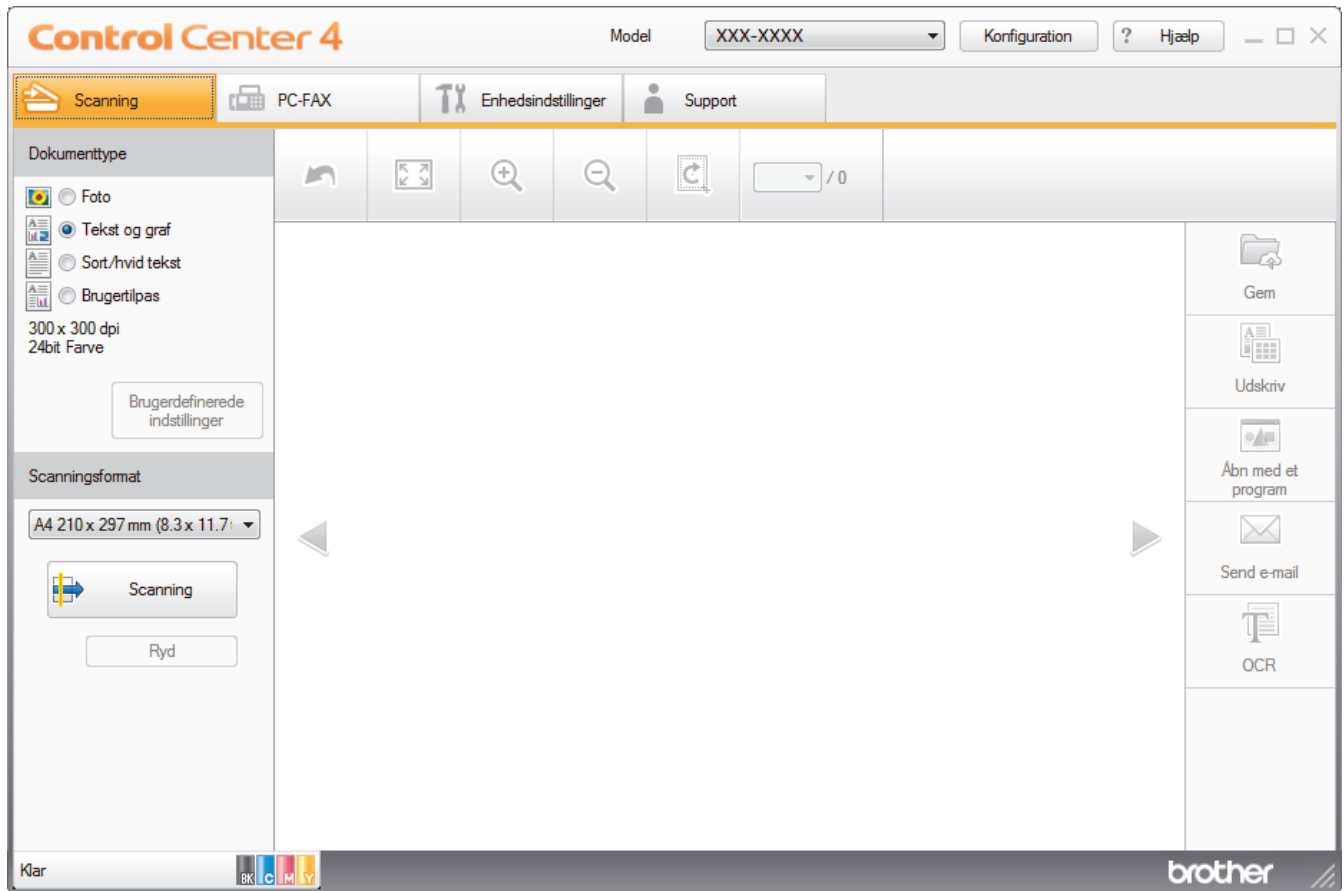 Control Center 4
Model
XXX-XXXX
Konfiguration
? Hjælp
Scanning
PC-FAX
Enhedsindstillinger
Support
Dokumenttype
/ 0
Foto
Tekst og graf
Sort/hvid tekst
Brugertilpas
300 x 300 dpi
24bit Farve
Brugerdefinerede
indstillinger
Scanningsformat
A4 210 x 297 mm (8.3 x 11.7
Scanning
Ryd
Gem
Udskriv
Åbn med et
program
Send e-mail
OCR
Klar
BK C M Y
brother